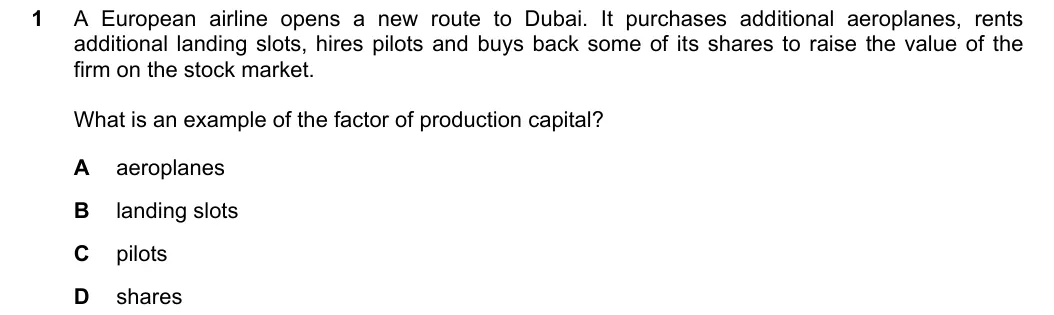 1 A European airline opens a new route to Dubai. It purchases additional aeroplanes, rents
additional landing slots, hires pilots and buys back some of its shares to raise the value of the
firm on the stock market.
What is an example of the factor of production capital?
A aeroplanes
B landing slots
C pilots
D shares